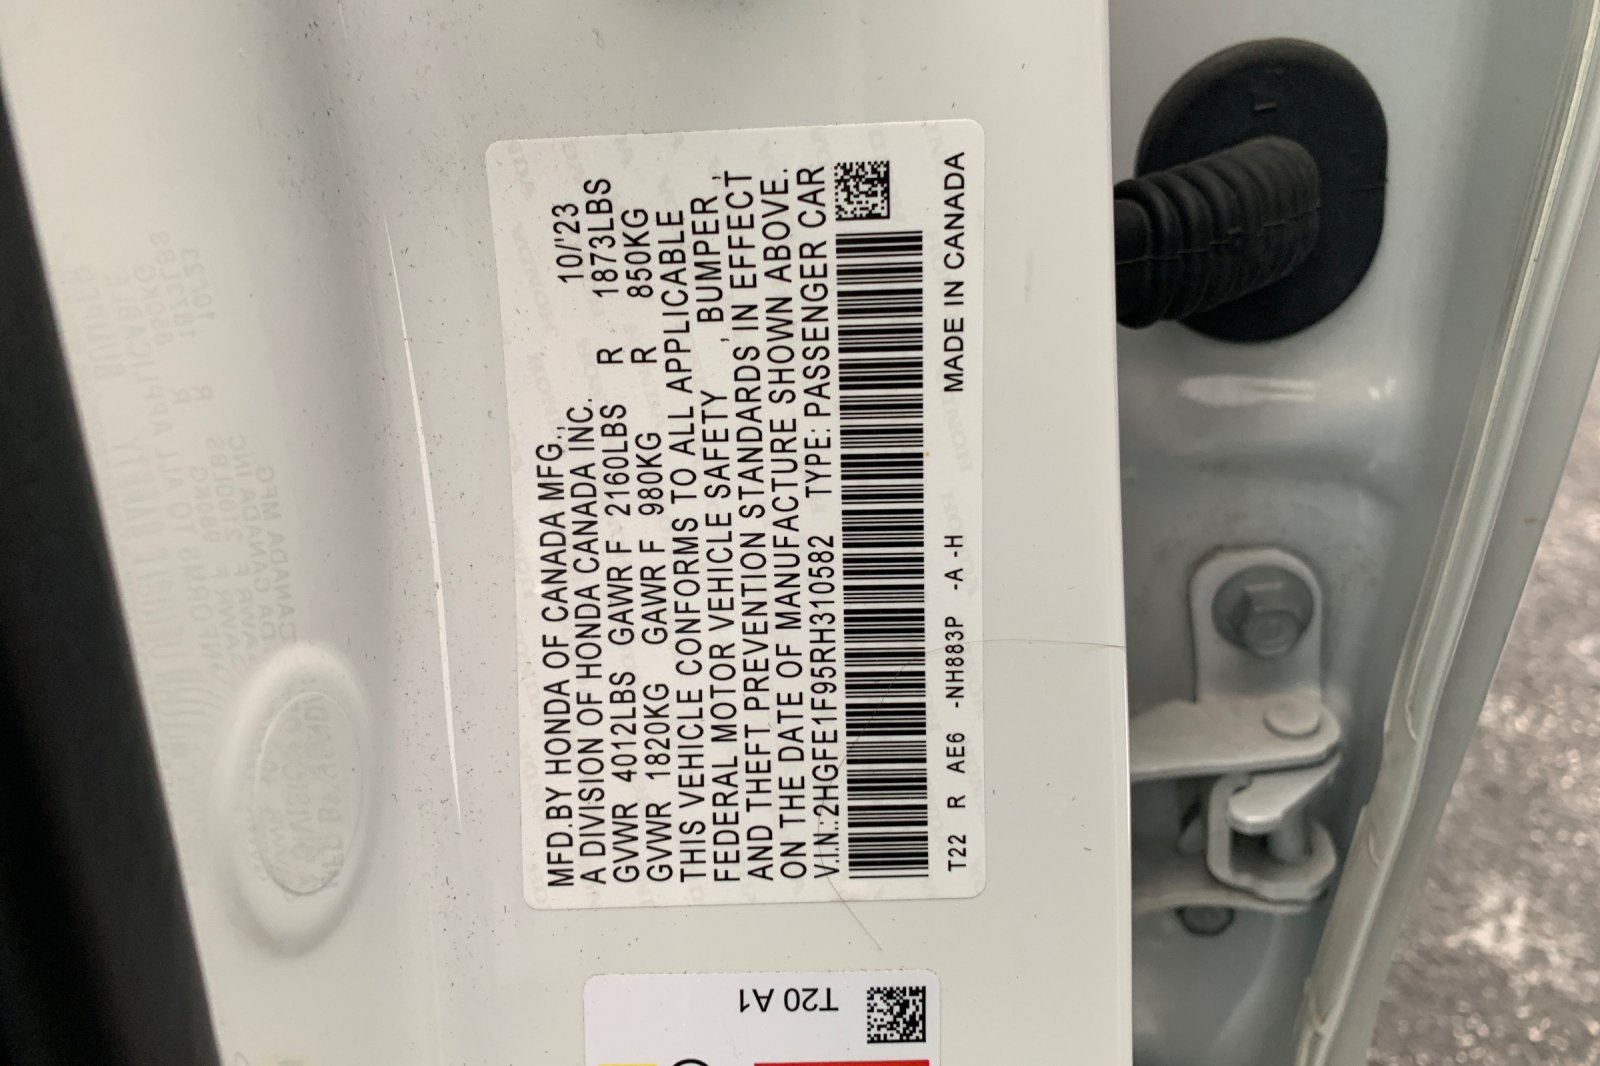 MFD.BY HONDA OF CANADA MFG., 10/'23
A DIVISION OF HONDA CANADA INC.
GVWR 4012LBS GAWR F 2160LBS R 1873LBS
GVWR 1820KG GAWR F 980KG R 850KG
THIS VEHICLE CONFORMS TO ALL APPLICABLE
FEDERAL MOTOR VEHICLE SAFETY , BUMPER ,
AND THEFT PREVENTION STANDARDS IN EFFECT
ON THE DATE OF MANUFACTURE SHOWN ABOVE.
V.I.N.:2HGFE1F95RH310582 TYPE: PASSENGER CAR
T22 R AE6 -NH883P -A -H MADE IN CANADA
T20 A1